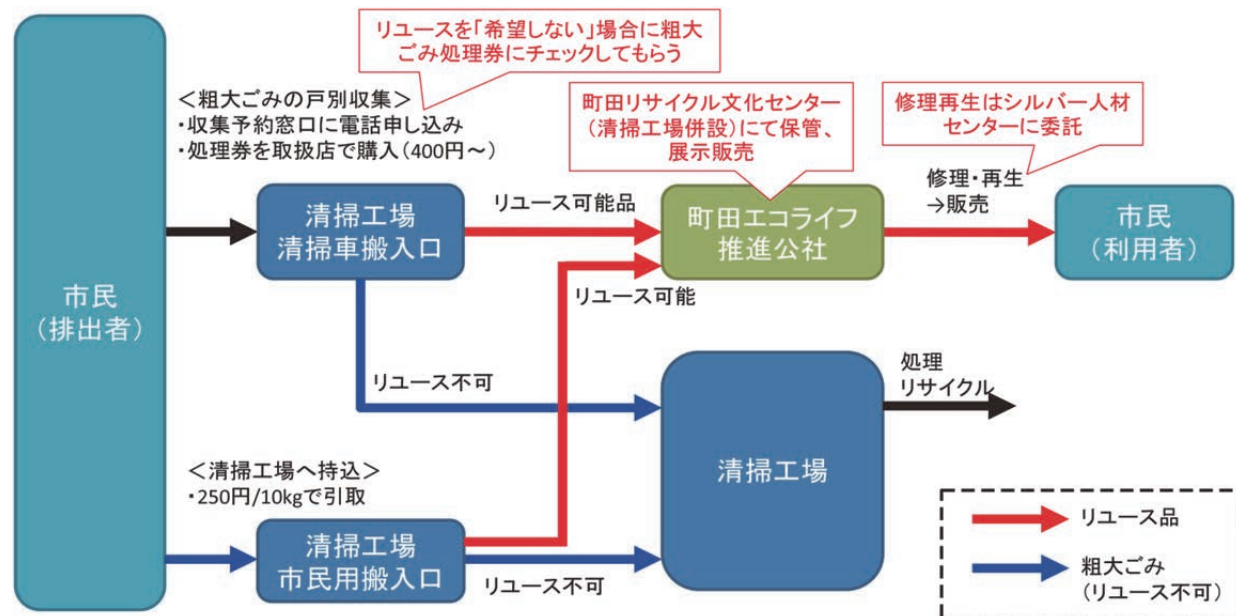 リユースを「希望しない」場合に粗大
ごみ処理券にチェックしてもらう
＜粗大ごみの戸別収集＞
・収集予約窓口に電話申し込み
・処理券を取扱店で購入（400円～）
町田リサイクル文化センター
（清掃工場併設）にて保管、
展示販売
修理再生はシルバー人材
センターに委託
市民
（排出者）
清掃工場
清掃車搬入口
リユース可能品
町田エコライフ
推進公社
修理・再生
→販売
市民
（利用者）
リユース可能
リユース不可
清掃工場
処理
リサイクル
＜清掃工場へ持込＞
・250円/10kgで引取
清掃工場
市民用搬入口
リユース不可
リユース品
粗大ごみ
（リユース不可）